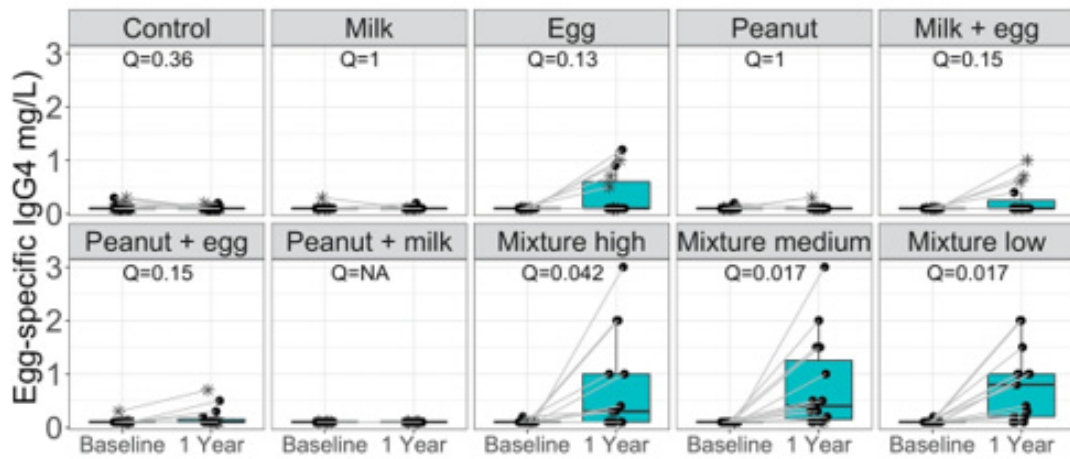 Control Milk Egg Peanut Milk + egg
Q=0.36 Q=1 Q=0.13 Q=1 Q=0.15
3
2
1
0
Egg-specific IgG4 mg/L
Peanut + egg Peanut + milk Mixture high Mixture medium Mixture low
Q=0.15 Q=NA Q=0.042 Q=0.017 Q=0.017
3
2
1
0
Baseline 1 Year Baseline 1 Year Baseline 1 Year Baseline 1 Year Baseline 1 Year